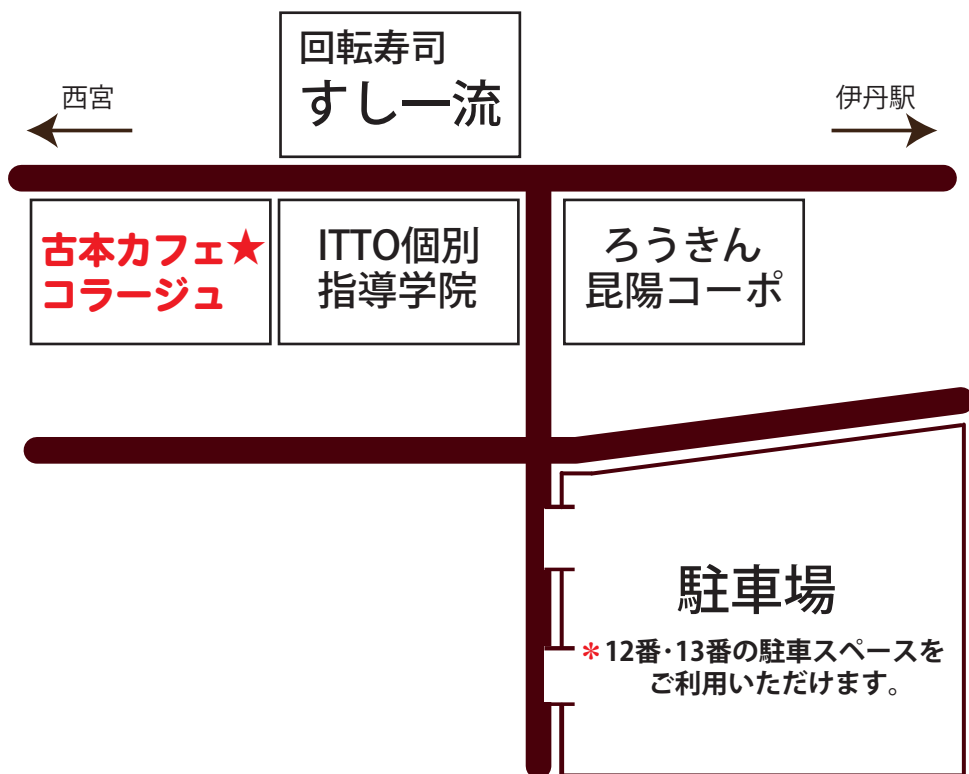 回転寿司
すし一流
西宮
伊丹駅
古本カフェ★
コラージュ
ITTO個別
指導学院
ろうきん
昆陽コーポ
駐車場
＊12番・13番の駐車スペースを
ご利用いただけます。